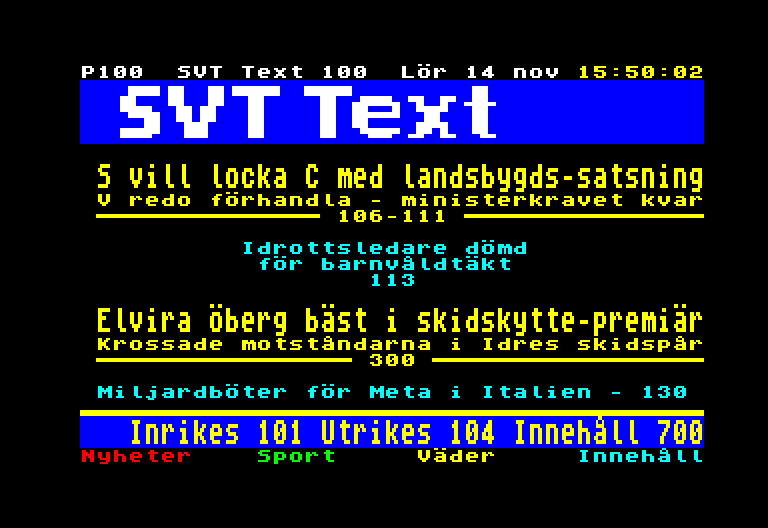 P100 SVT Text 100 Lör 14 nov 15:50:02
SVT Text
S vill locka C med landsbygds-satsning
V redo förhandla - ministerkravet kvar
106-111
Idrottsledare dömd
för barnvåldtäkt
113
Elvira Öberg bäst i skidskytte-premiär
Krossade motståndarna i Idres skidspår
300
Miljardböter för Meta i Italien - 130
Inrikes 101 Utrikes 104 Innehåll 700
Nyheter Sport Väder Innehåll